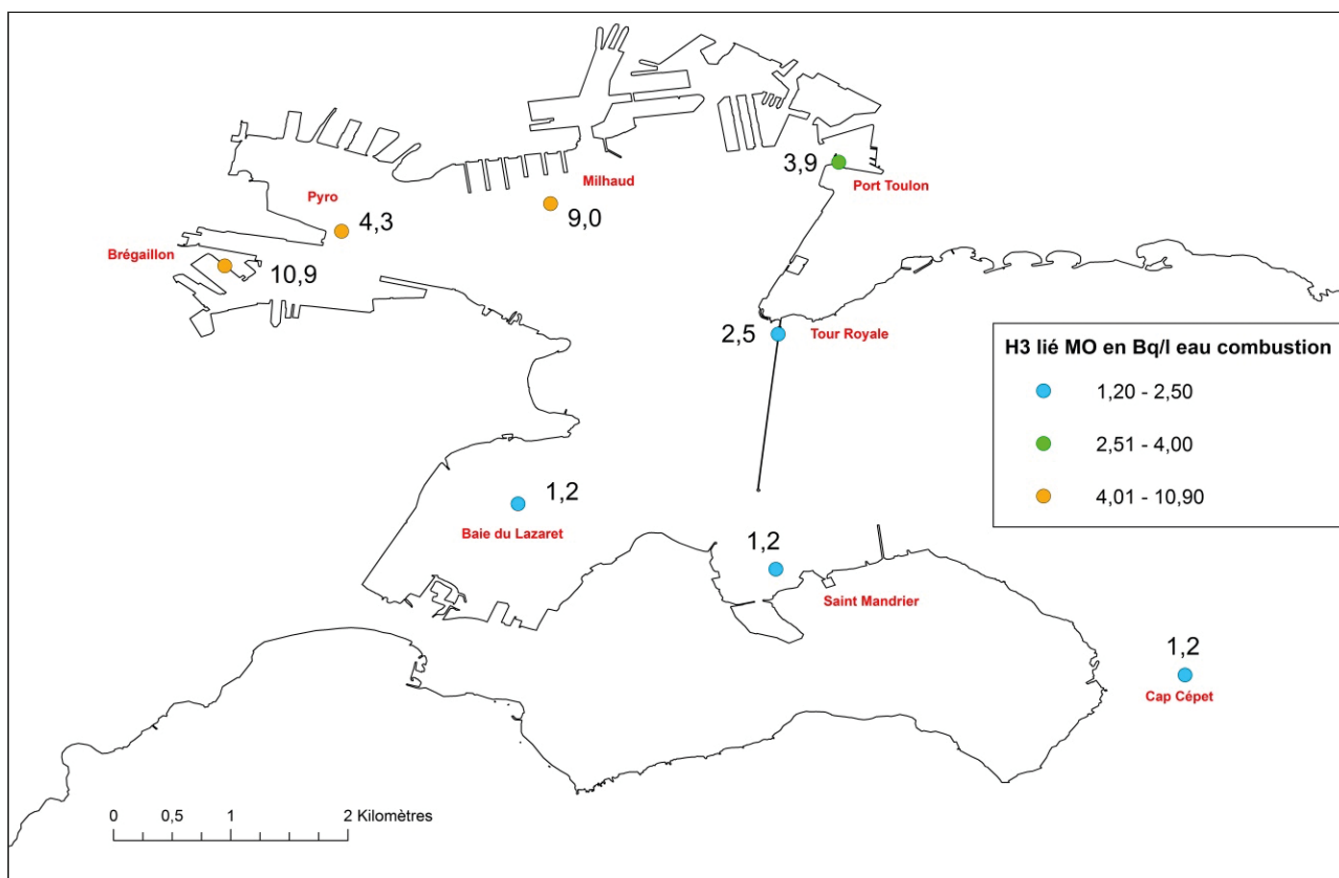 3,9
Port Toulon
Milhaud
9,0
Pyro
4,3
Brégaillon
10,9
2,5
Tour Royale
H3 lié MO en Bq/l eau combustion
1,20 - 2,50
2,51 - 4,00
4,01 - 10,90
1,2
Baie du Lazaret
1,2
Saint Mandrier
1,2
Cap Cépet
0 0,5 1 2 Kilomètres